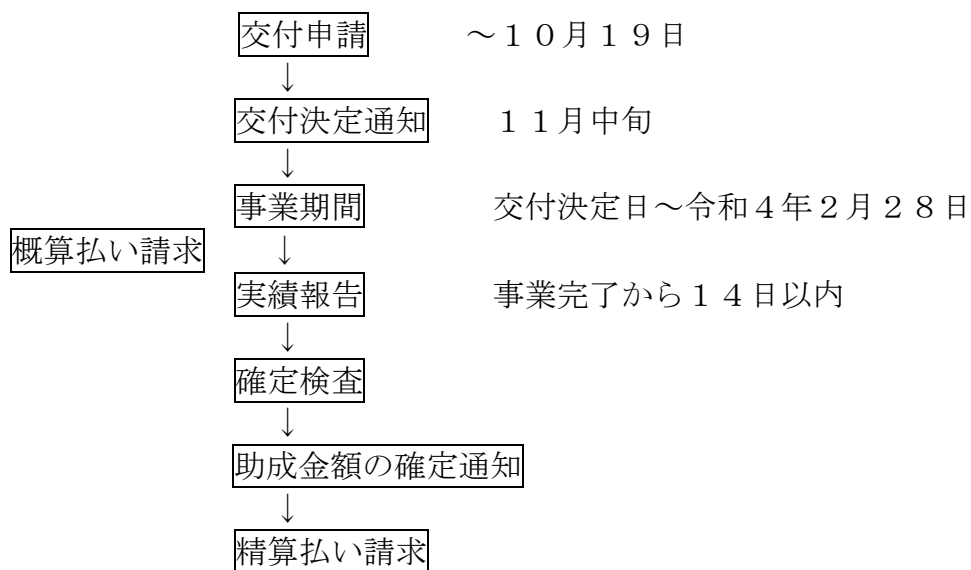 交付申請 ～１０月１９日
↓
交付決定通知 １１月中旬
↓
事業期間 交付決定日～令和４年２月２８日
概算払い請求 ↓
実績報告 事業完了から１４日以内
↓
確定検査
↓
助成金額の確定通知
↓
精算払い請求